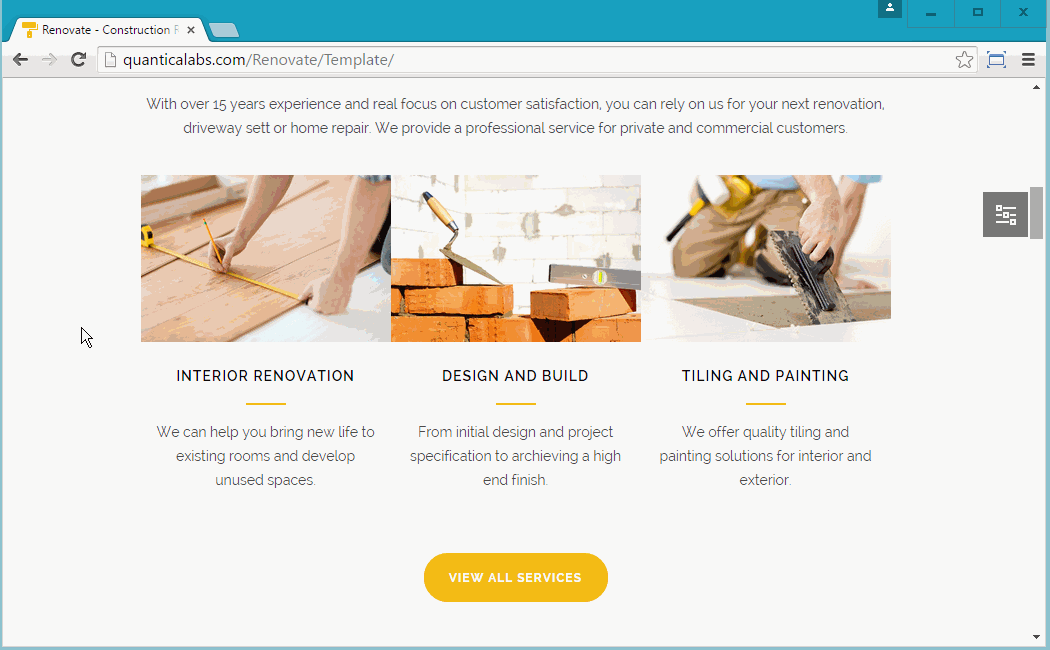 Renovate - Construction
quanticalabs.com/Renovate/Template/
With over 15 years experience and real focus on customer satisfaction, you can rely on us for your next renovation,
driveway sett or home repair. We provide a professional service for private and commercial customers.
INTERIOR RENOVATION
We can help you bring new life to
existing rooms and develop
unused spaces.
DESIGN AND BUILD
From initial design and project
specification to achieving a high
end finish.
TILING AND PAINTING
We offer quality tiling and
painting solutions for interior and
exterior.
VIEW ALL SERVICES